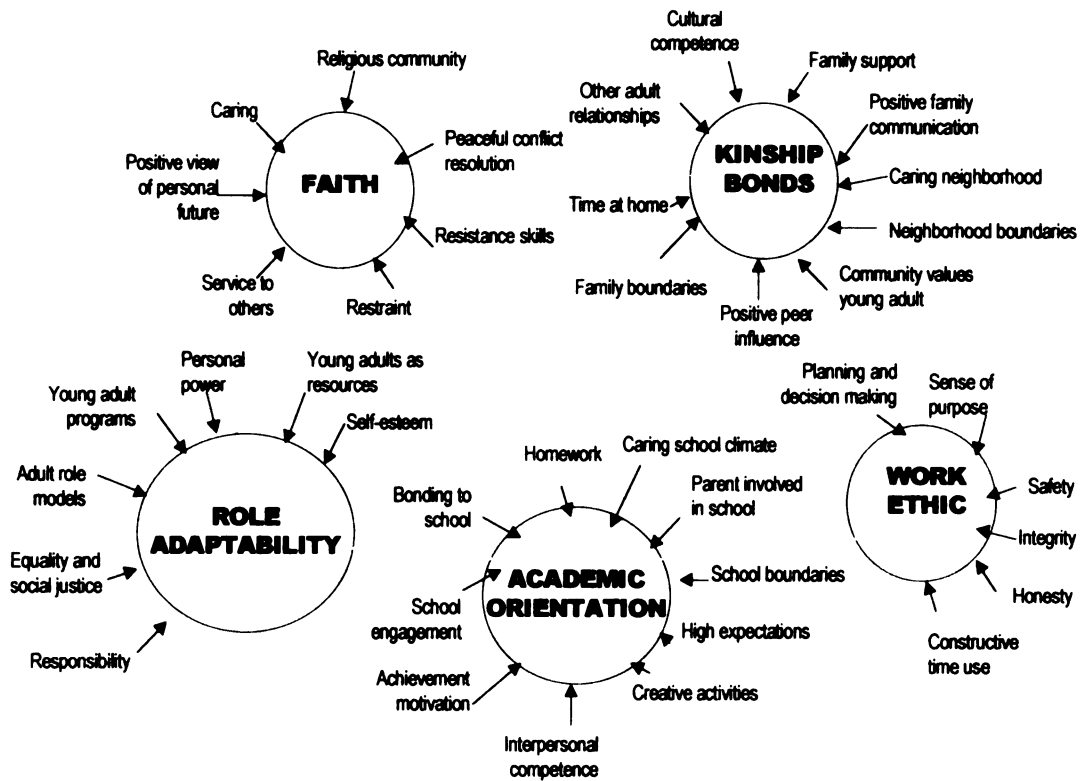 Religious community
Caring
Peaceful conflict
resolution
FAITH
Positive view
of personal
future
Resistance skills
Service to
others
Restraint
Cultural
competence
Family support
Other adult
relationships
Positive family
communication
KINSHIP
BONDS
Caring neighborhood
Time at home
Neighborhood boundaries
Family boundaries
Community values
young adult
Positive peer
influence
Personal
power
Young adults as
resources
Young adult
programs
Self-esteem
Adult role
models
ROLE
ADAPTABILITY
Equality and
social justice
Responsibility
Homework
Caring school climate
Bonding to
school
Parent involved
in school
ACADEMIC
ORIENTATION
School boundaries
School
engagement
High expectations
Achievement
motivation
Creative activities
Interpersonal
competence
Planning and
decision making
Sense of
purpose
WORK
ETHIC
Safety
Integrity
Honesty
Constructive
time use